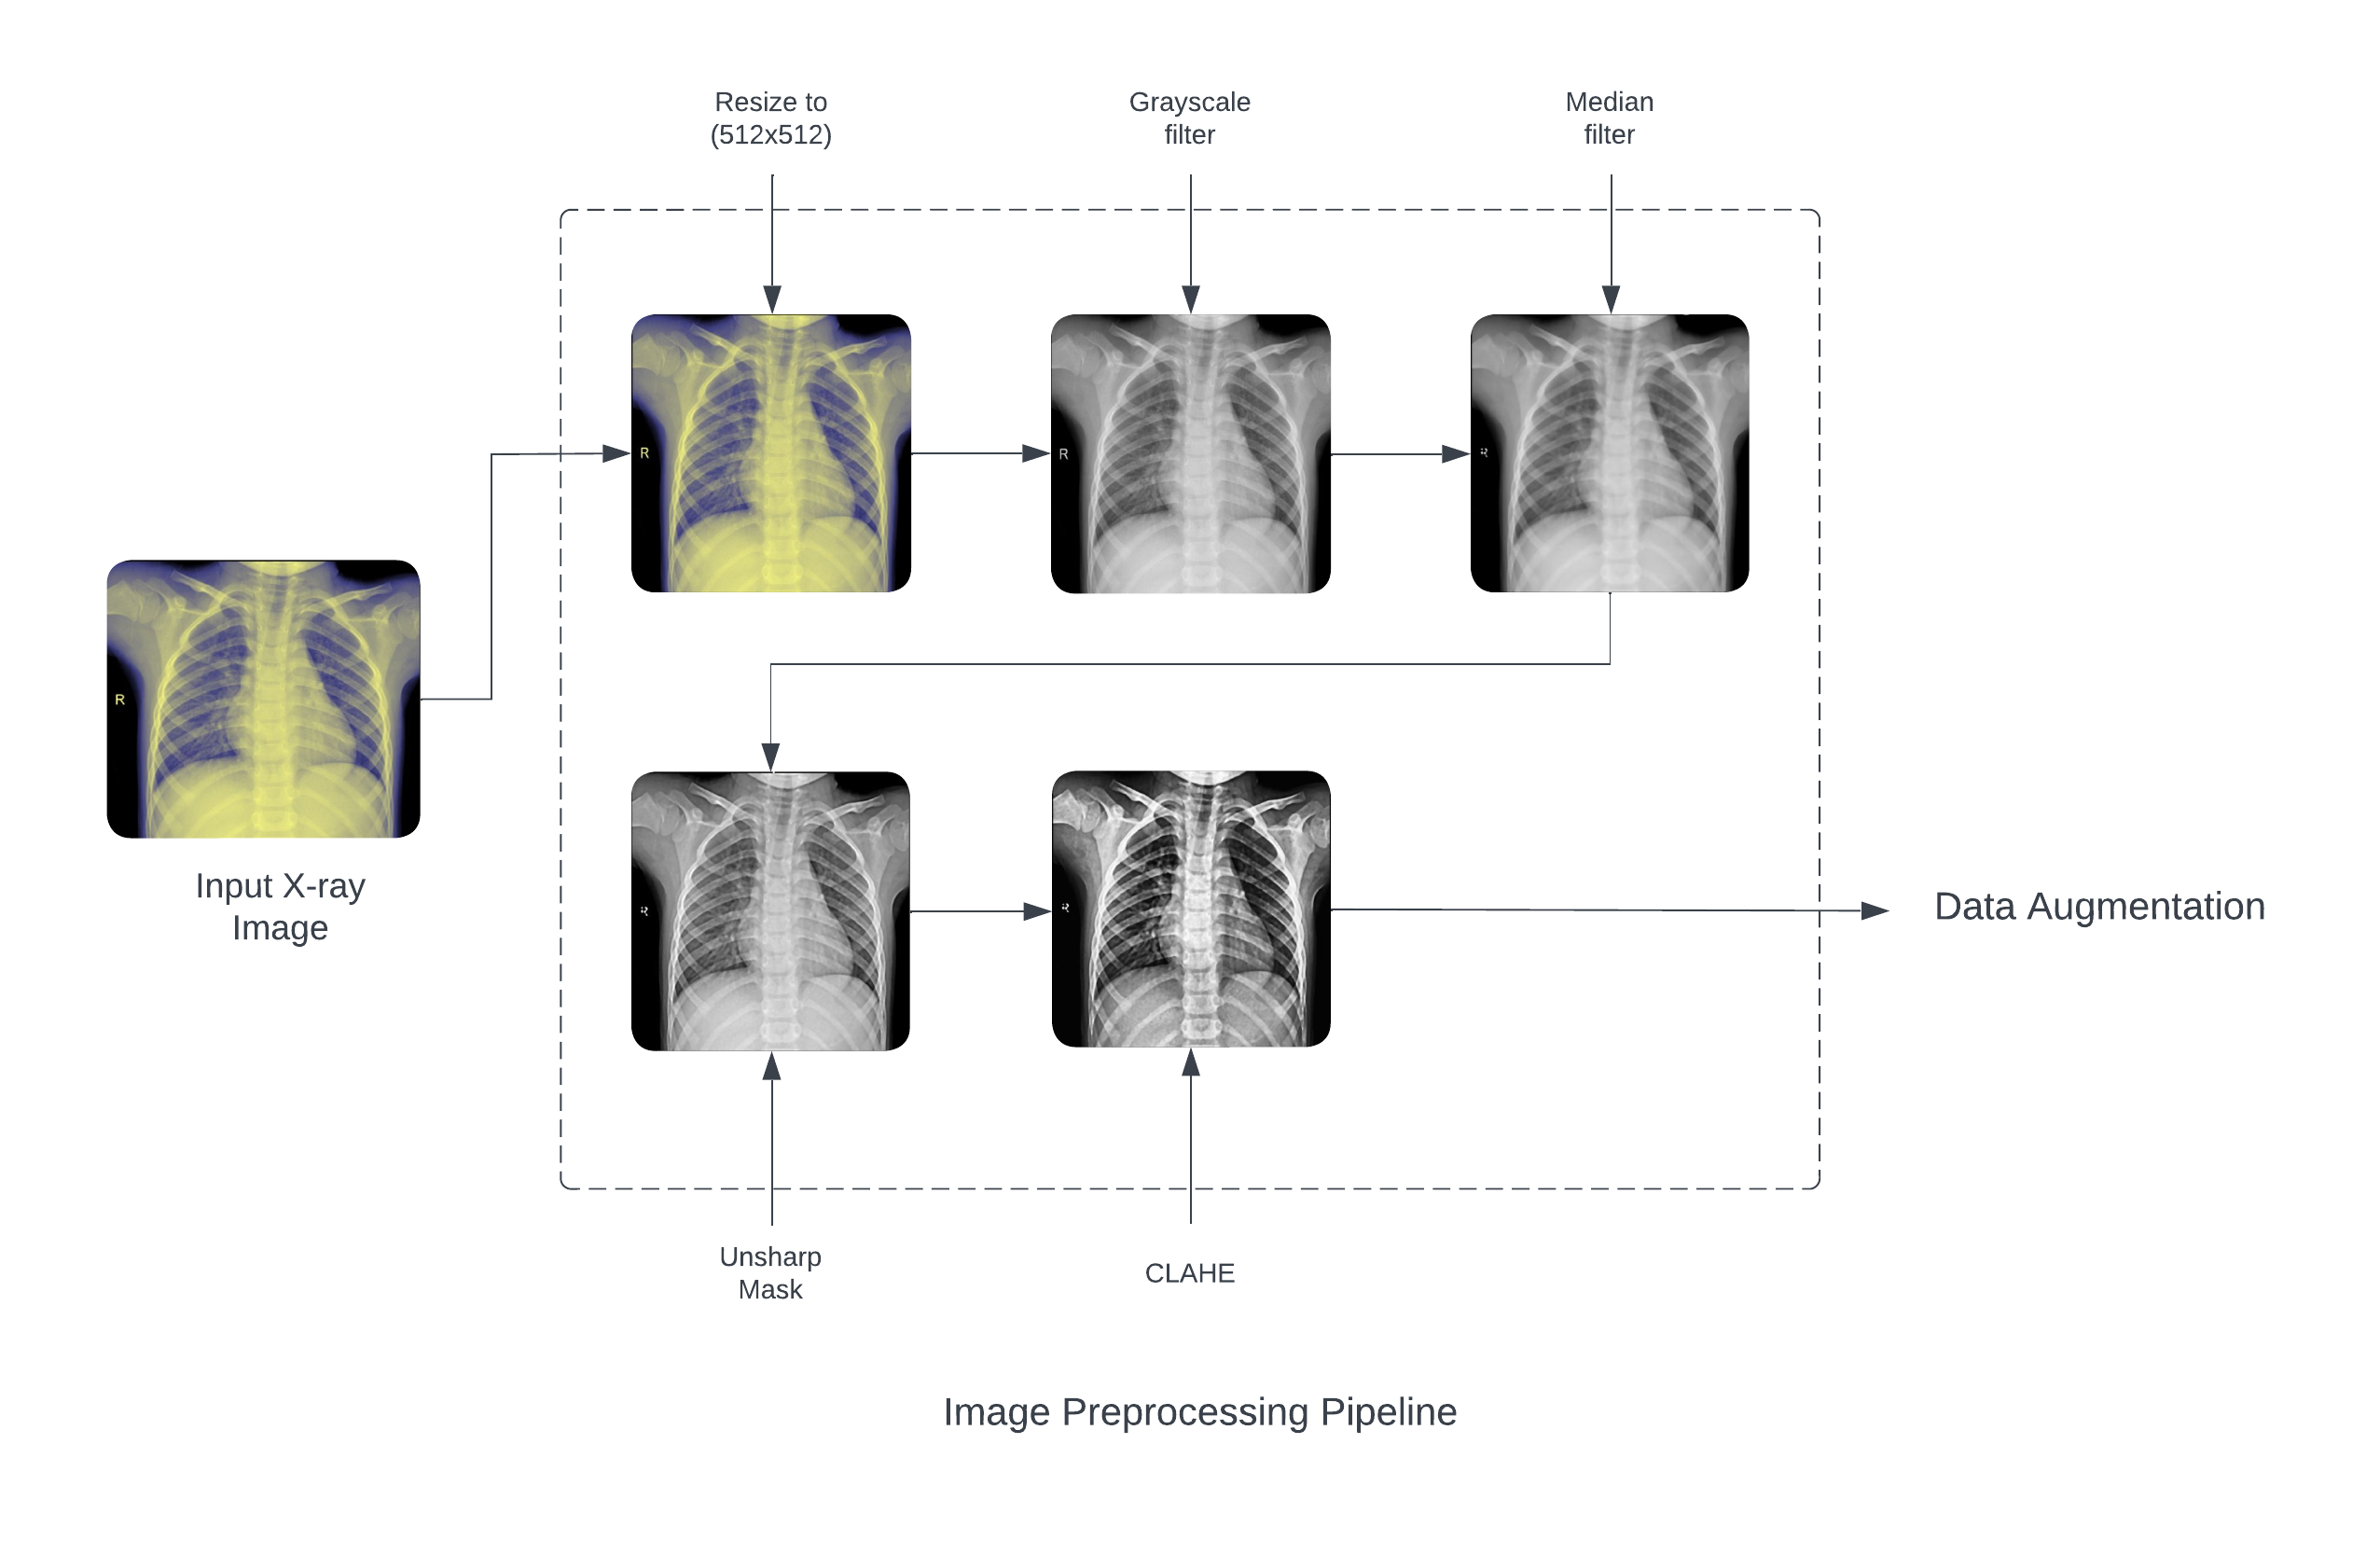 Resize to
(512x512)
Grayscale
filter
Median
filter
R
R
R
R
Input X-ray
Image
R
R
Data Augmentation
Unsharp
Mask
CLAHE
Image Preprocessing Pipeline